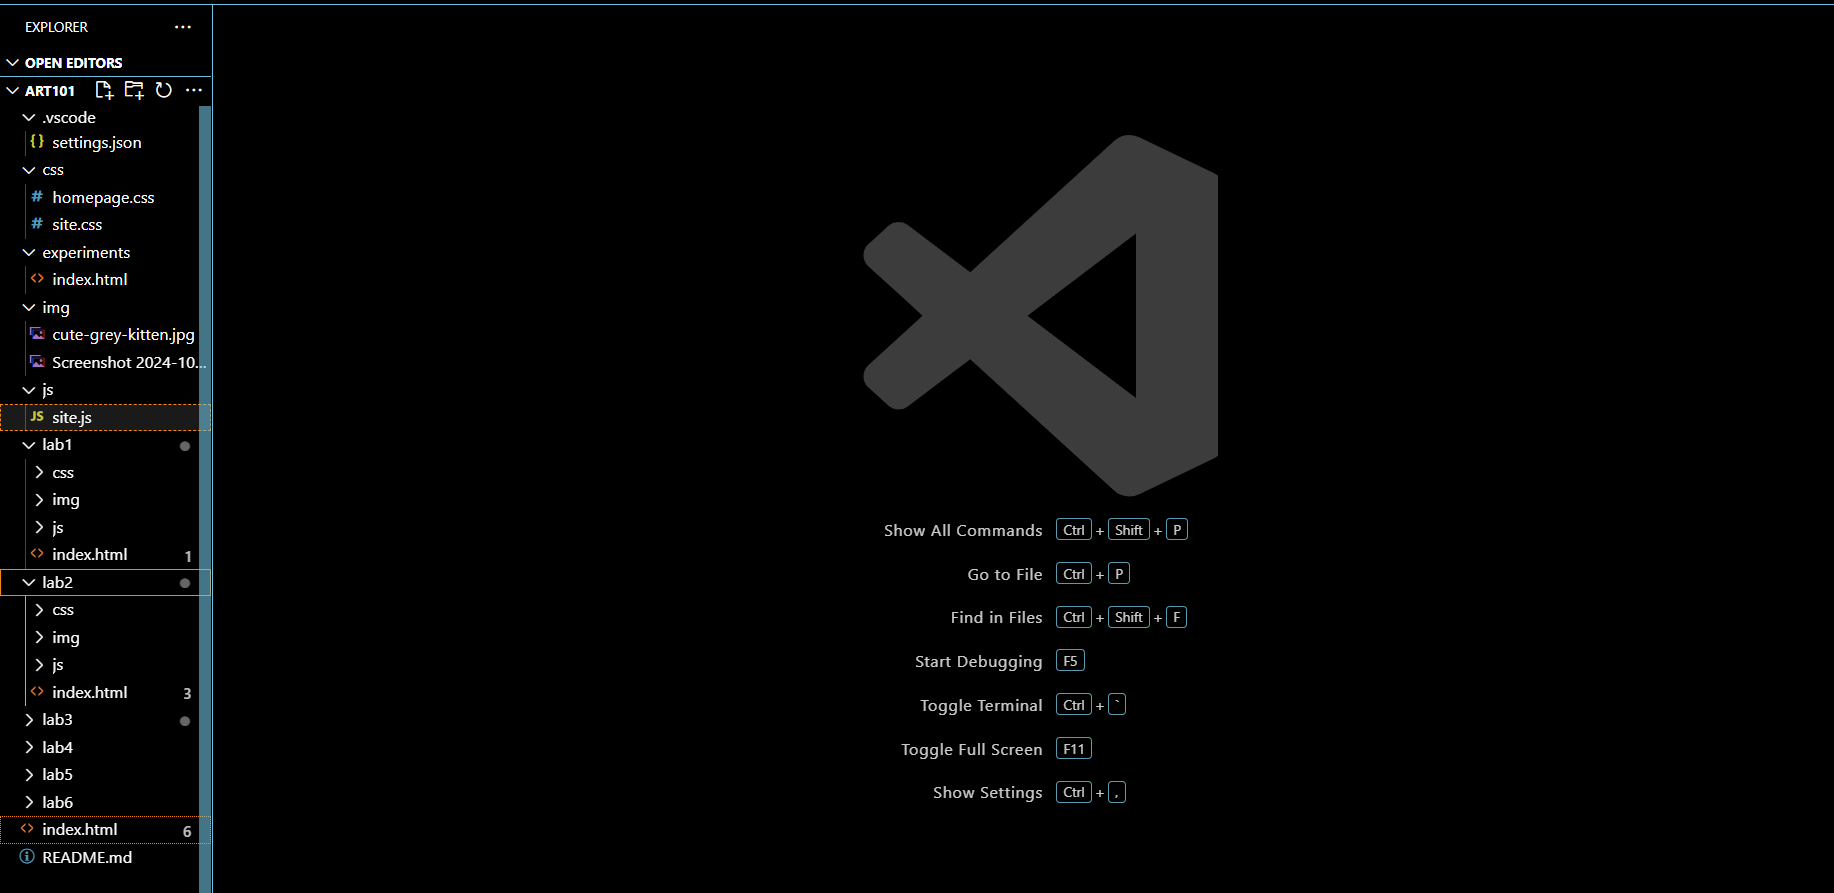 EXPLORER
OPEN EDITORS
ART101
.vscode
{} settings.json
css
# homepage.css
# site.css
experiments
<> index.html
img
cute-grey-kitten.jpg
Screenshot 2024-10...
js
JS site.js
lab1
css
img
js
<> index.html 1
lab2
css
img
js
<> index.html 3
lab3
lab4
lab5
lab6
<> index.html 6
README.md
Show All Commands Ctrl + Shift + P
Go to File Ctrl + P
Find in Files Ctrl + Shift + F
Start Debugging F5
Toggle Terminal Ctrl + `
Toggle Full Screen F11
Show Settings Ctrl + ,